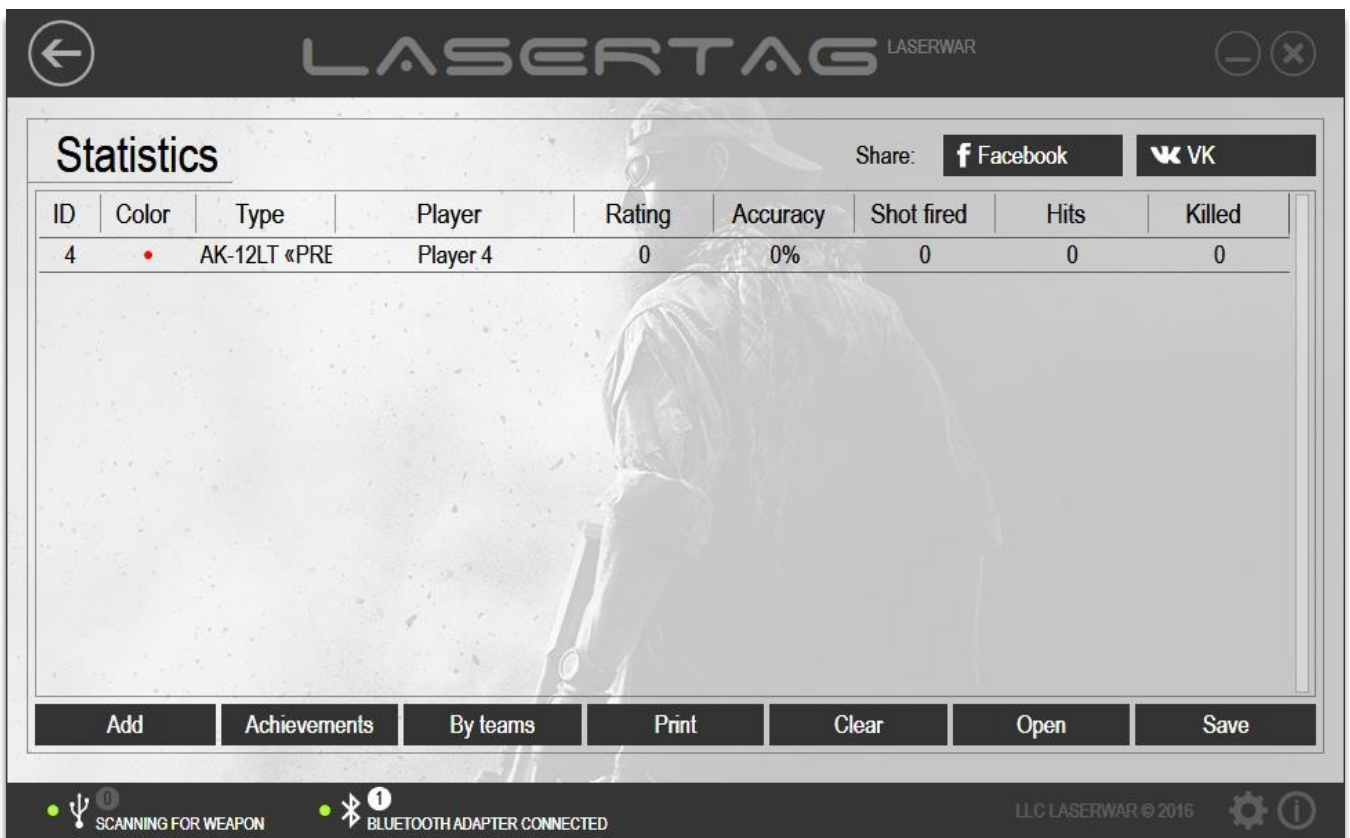 LASERTAG LASERWAR
Statistics
Share: f Facebook VK
ID Color Type Player Rating Accuracy Shot fired Hits Killed
4 AK-12LT «PRE Player 4 0 0% 0 0 0
Add Achievements By teams Print Clear Open Save
0
SCANNING FOR WEAPON
1
BLUETOOTH ADAPTER CONNECTED
LLC LASERWAR © 2016